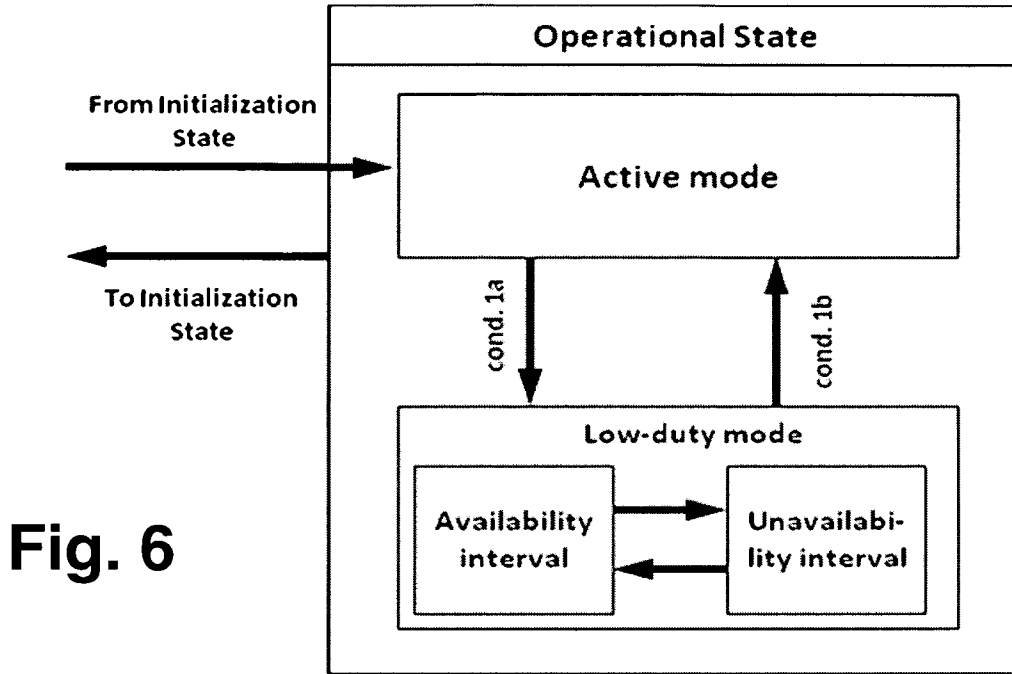 Operational State
From Initialization
State
Active mode
To Initialization
State
cond. 1a
cond. 1b
Low-duty mode
Availability
interval
Unavailabi-
lity interval
Fig. 6